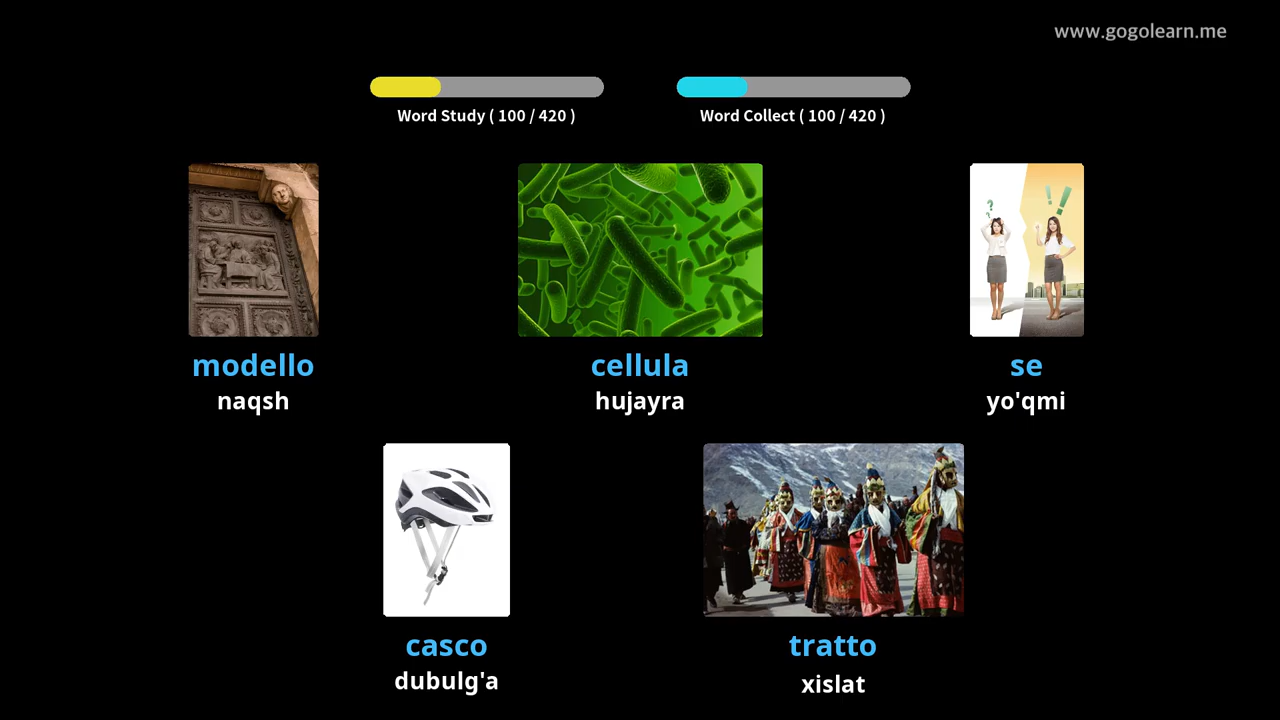 www.gogolearn.me
Word Study ( 100 / 420 )
Word Collect ( 100 / 420 )
modello
naqsh
cellula
hujayra
se
yo'qmi
casco
dubulg'a
tratto
xislat